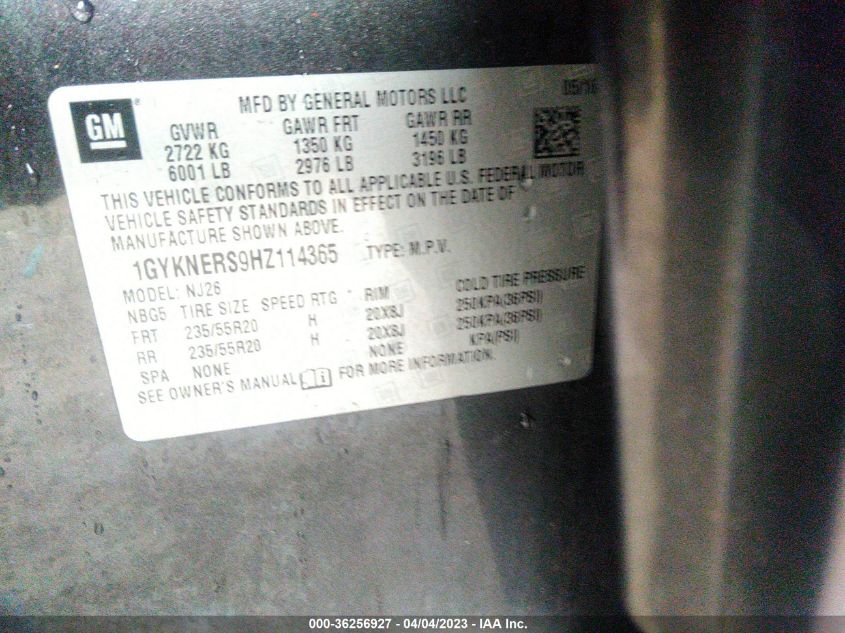 GM
MFD BY GENERAL MOTORS LLC
05/16
GVWR GAWR FRT GAWR RR
2722 KG 1350 KG 1450 KG
6001 LB 2976 LB 3196 LB
THIS VEHICLE CONFORMS TO ALL APPLICABLE U.S. FEDERAL MOTOR
VEHICLE SAFETY STANDARDS IN EFFECT ON THE DATE OF
MANUFACTURE SHOWN ABOVE.
1GYKNERS9HZ114365 TYPE: M.P.V.
MODEL: NJ26
NBG5 TIRE SIZE SPEED RTG RIM COLD TIRE PRESSURE
FRT 235/55R20 H 20X8J 250KPA(36PSI)
RR 235/55R20 H 20X8J 250KPA(36PSI)
SPA NONE NONE KPA(PSI)
SEE OWNER'S MANUAL FOR MORE INFORMATION.
000-36256927 - 04/04/2023 - IAA Inc.